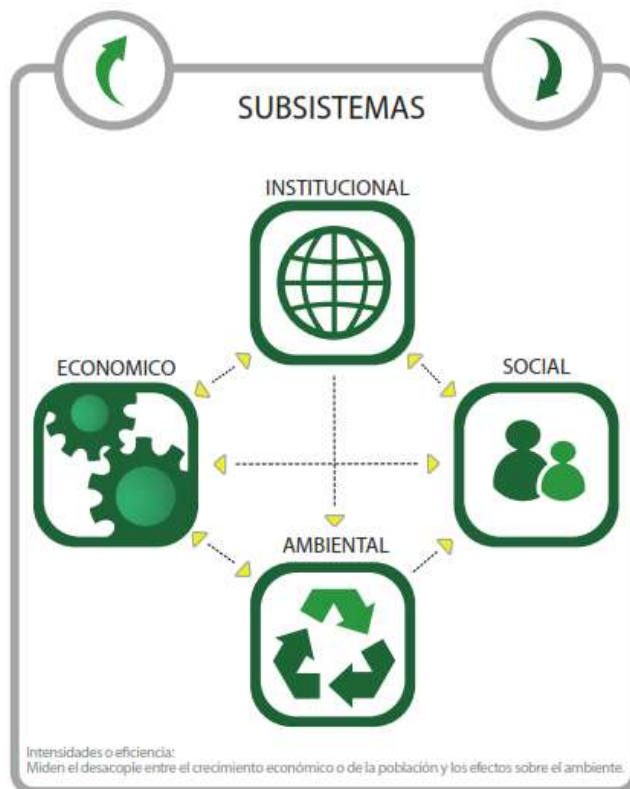 SUBSISTEMAS
INSTITUCIONAL
ECONOMICO
SOCIAL
AMBIENTAL
Intensidades o eficiencia:
Miden el desacople entre el crecimiento económico o de la población y los efectos sobre el ambiente.